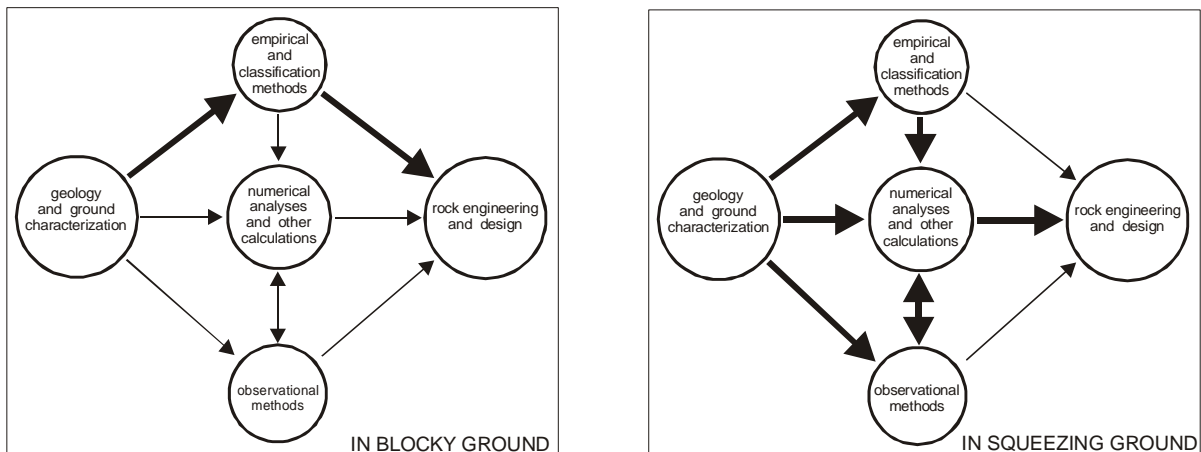 empirical
and
classification
methods
geology
and ground
characterization
numerical
analyses
and other
calculations
rock engineering
and design
observational
methods
IN BLOCKY GROUND
empirical
and
classification
methods
geology
and ground
characterization
numerical
analyses
and other
calculations
rock engineering
and design
observational
methods
IN SQUEEZING GROUND